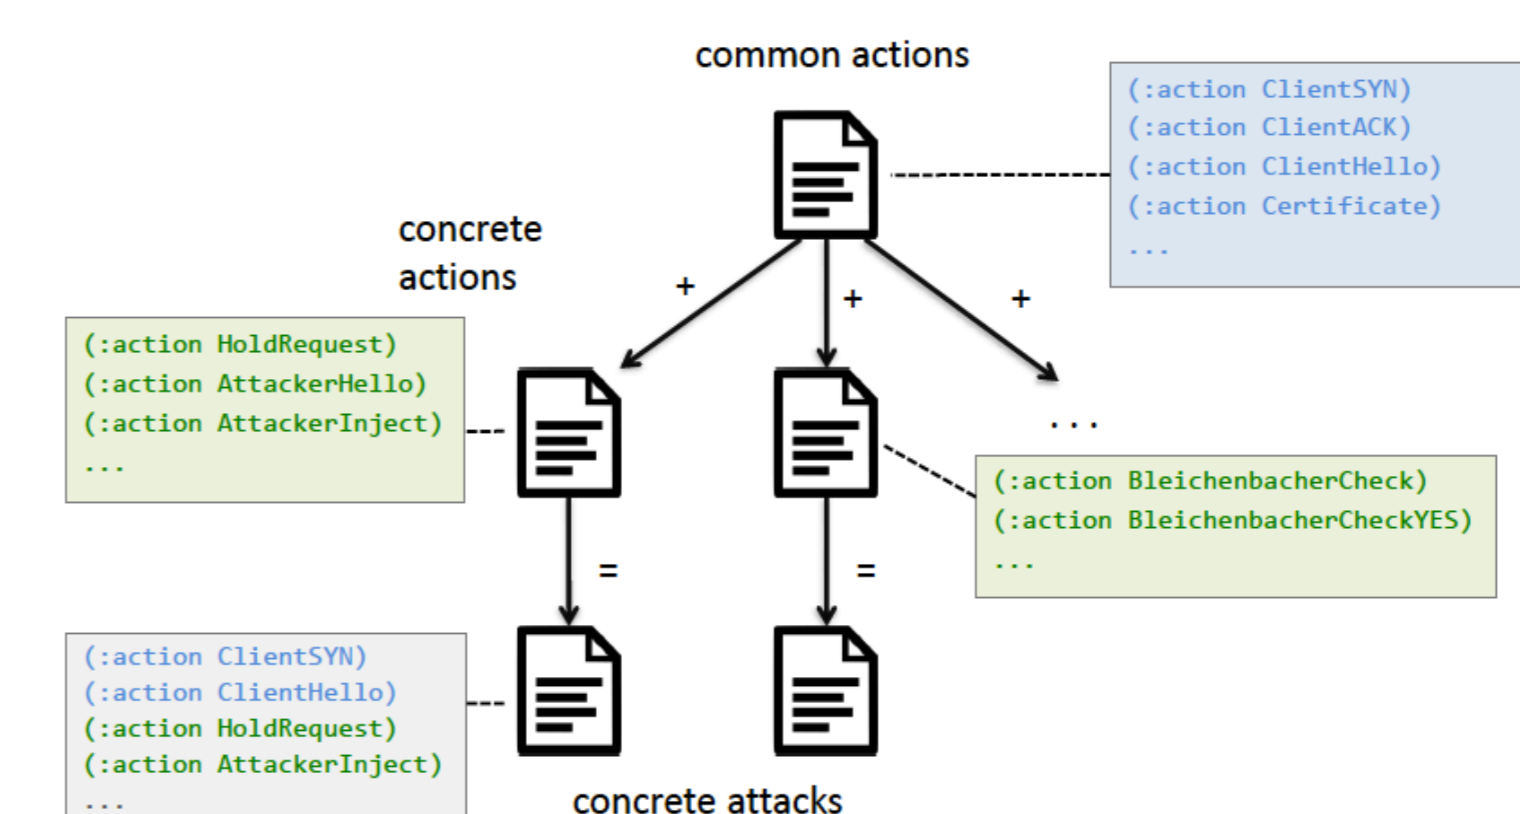 common actions
(:action ClientSYN)
(:action ClientACK)
(:action ClientHello)
(:action Certificate)
...
concrete
actions
+
+
+
(:action HoldRequest)
(:action AttackerHello)
(:action AttackerInject)
...
...
(:action BleichenbacherCheck)
(:action BleichenbacherCheckYES)
...
=
=
(:action ClientSYN)
(:action ClientHello)
(:action HoldRequest)
(:action AttackerInject)
...
concrete attacks